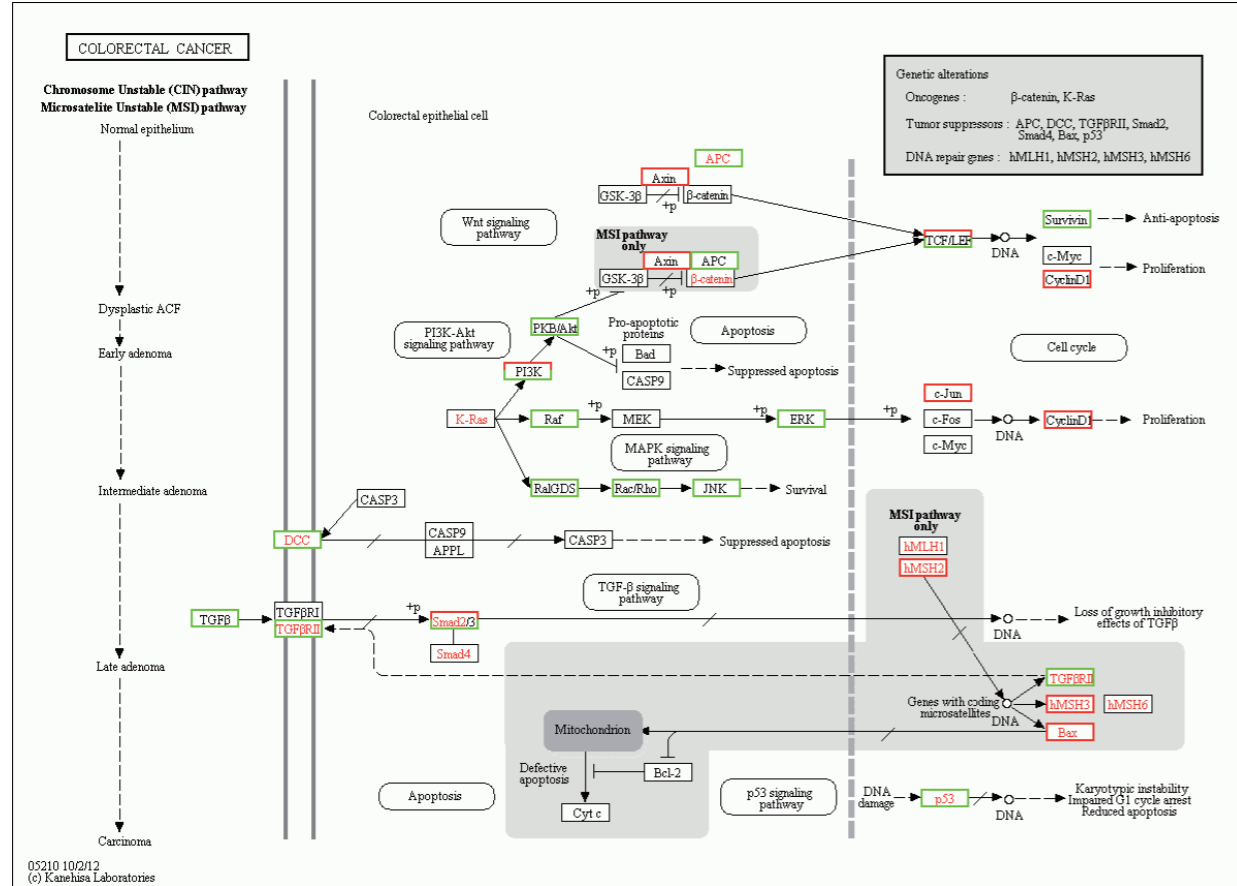 COLORECTAL CANCER
Chromosome Unstable (CIN) pathway
Microsatelite Unstable (MSI) pathway
Normal epithelium
Dysplastic ACF
Early adenoma
Intermediate adenoma
Late adenoma
Carcinoma
05210 10/2/12
(c) Kanehisa Laboratories
Colorectal epithelial cell
Genetic alterations
Oncogenes : β-catenin, K-Ras
Tumor suppressors : APC, DCC, TGFβRII, Smad2,
Smad4, Bax, p53
DNA repair genes : hMLH1, hMSH2, hMSH3, hMSH6
APC
Axin
GSK-3β
β-catenin
+p
Wnt signaling
pathway
MSI pathway
only
Axin
APC
GSK-3β
β-catenin
+p
+p
TCF/LEF
DNA
Survivin
Anti-apoptosis
c-Myc
CyclinD1
Proliferation
PI3K-Akt
signaling pathway
PKB/Akt
PI3K
Pro-apoptotic
proteins
+p
Bad
CASP9
Apoptosis
Suppressed apoptosis
Cell cycle
K-Ras
Raf
+p
MEK
+p
ERK
+p
c-Jun
c-Fos
c-Myc
DNA
CyclinD1
Proliferation
MAPK signaling
pathway
RalGDS
Rac/Rho
JNK
Survival
CASP3
DCC
CASP9
APPL
CASP3
Suppressed apoptosis
MSI pathway
only
hMLH1
hMSH2
TGF-β signaling
pathway
TGFβ
TGFβRI
TGFβRII
+p
Smad2/3
Smad4
DNA
Loss of growth inhibitory
effects of TGFβ
Genes with coding
microsatellites
DNA
TGFβRII
hMSH3
hMSH6
Bax
Mitochondrion
Defective
apoptosis
Bcl-2
Cyt c
Apoptosis
p53 signaling
pathway
DNA
damage
p53
DNA
Karyotypic instability
Impaired G1 cycle arrest
Reduced apoptosis